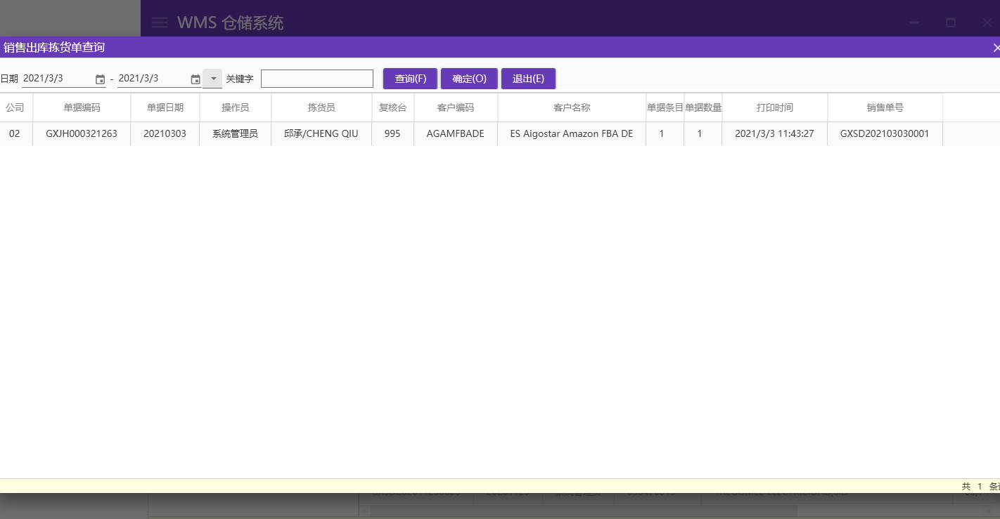 WMS 仓储系统
销售出库拣货单查询
日期 2021/3/3 - 2021/3/3 关键字 查询(F) 确定(O) 退出(E)
公司 单据编码 单据日期 操作员 拣货员 复核台 客户编码 客户名称 单据条目 单据数量 打印时间 销售单号
02 GXJH000321263 20210303 系统管理员 邱承/CHENG QIU 995 AGAMFBADE ES Aigostar Amazon FBA DE 1 1 2021/3/3 11:43:27 GXSD202103030001
共 1 条